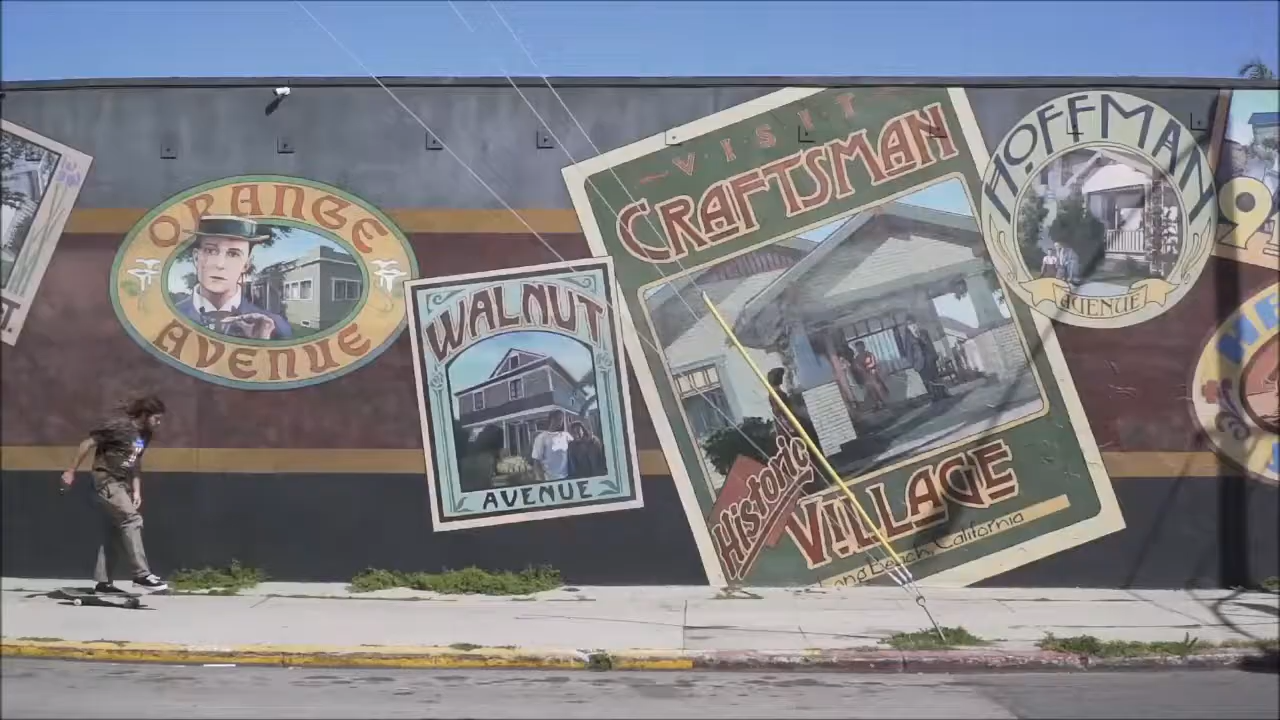 ORANGE
AVENUE
WALNUT
AVENUE
VISIT
CRAFTSMAN
Historic
VILLAGE
Long Beach, California
HOFFMAN
AVENUE